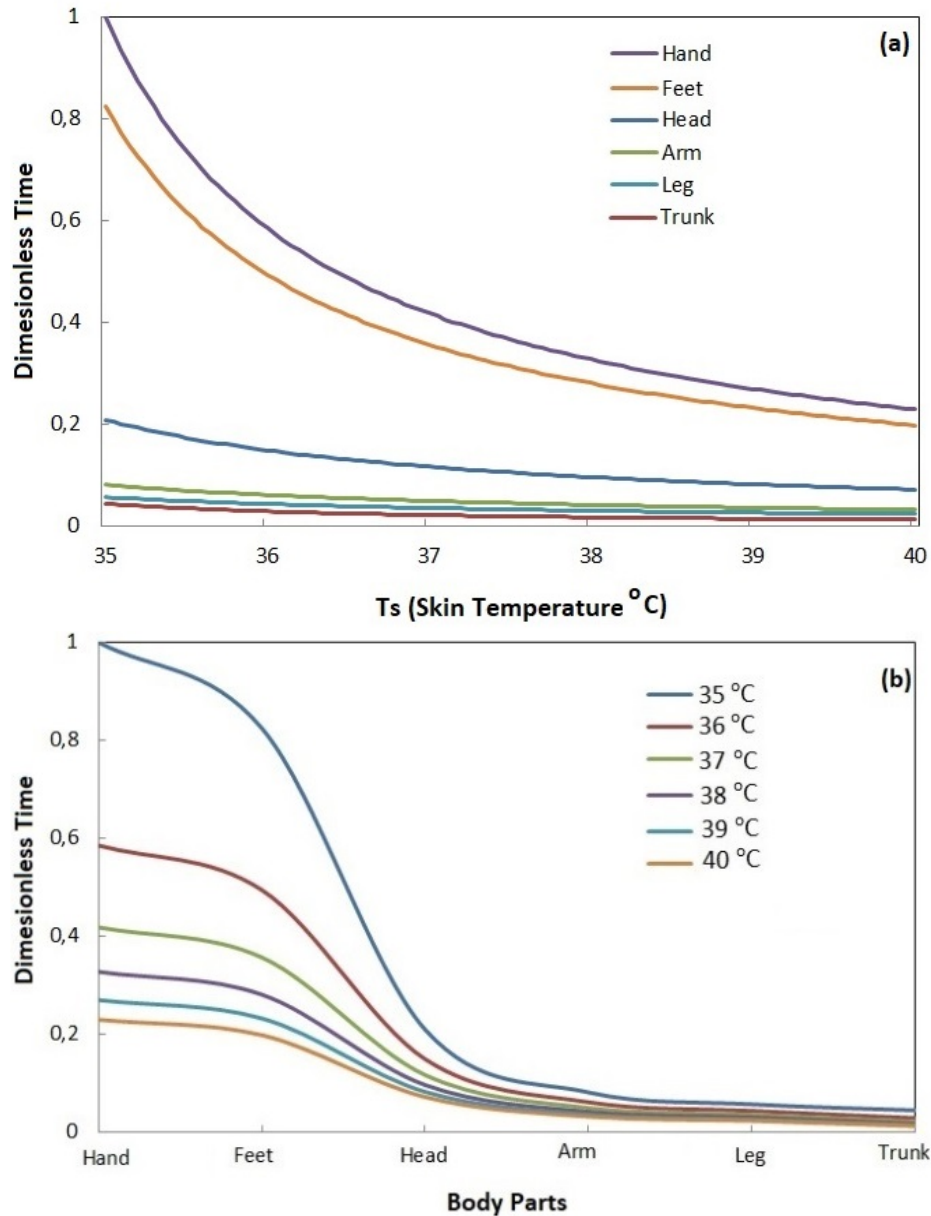 1
(a)
Hand
Feet
Head
Arm
Leg
Trunk
0,8
0,6
0,4
0,2
0
Dimesionless Time
35 36 37 38 39 40
Ts (Skin Temperature °C)
1
(b)
35 °C
36 °C
37 °C
38 °C
39 °C
40 °C
0,8
0,6
0,4
0,2
0
Dimesionless Time
Hand Feet Head Arm Leg Trunk
Body Parts